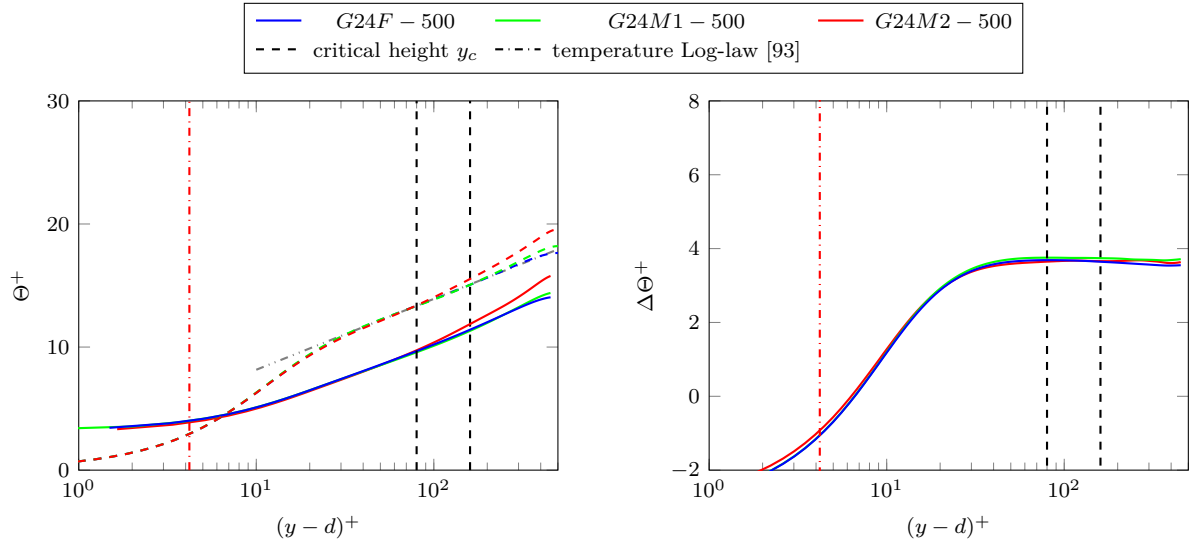 G24F − 500 G24M1 − 500 G24M2 − 500
critical height y_c temperature Log-law [93]
30
20
10
0
Θ⁺
10⁰ 10¹ 10²
(y − d)⁺
8
6
4
2
0
−2
ΔΘ⁺
10⁰ 10¹ 10²
(y − d)⁺